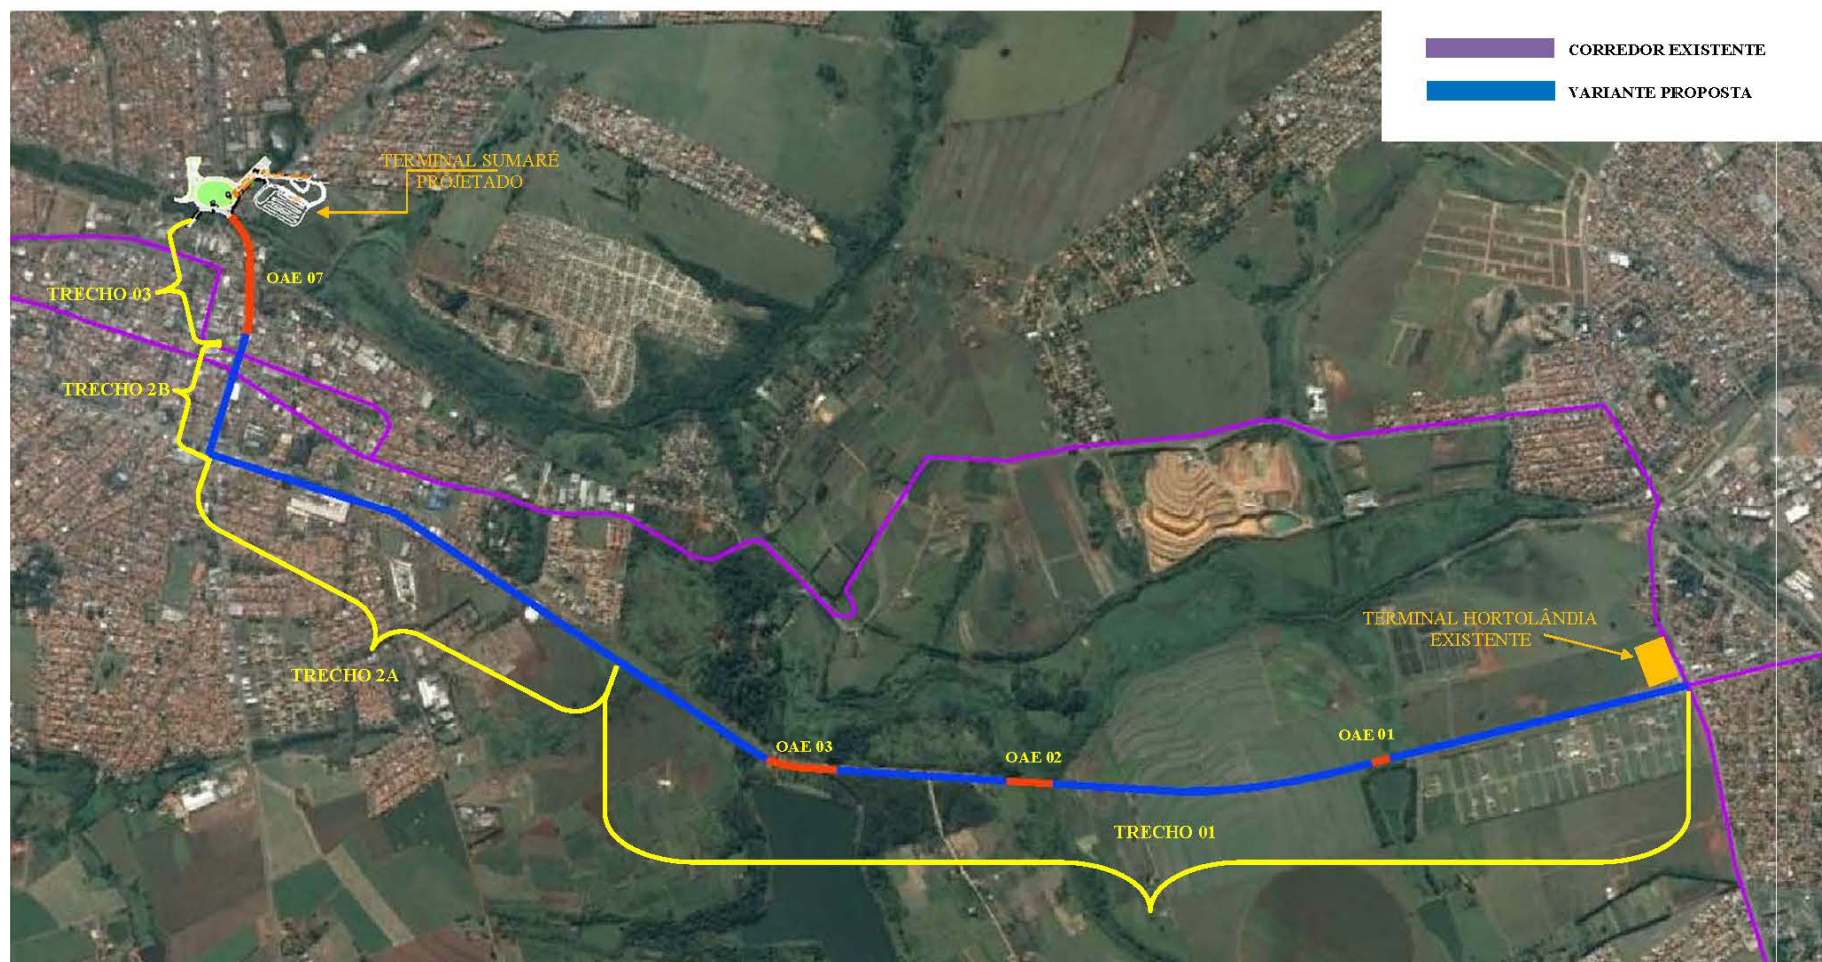 CORREDOR EXISTENTE
VARIANTE PROPOSTA
TERMINAL SUMARÉ
PROJETADO
OAE 07
TRECHO 03
TRECHO 2B
TERMINAL HORTOLÂNDIA
EXISTENTE
TRECHO 2A
OAE 03
OAE 02
OAE 01
TRECHO 01